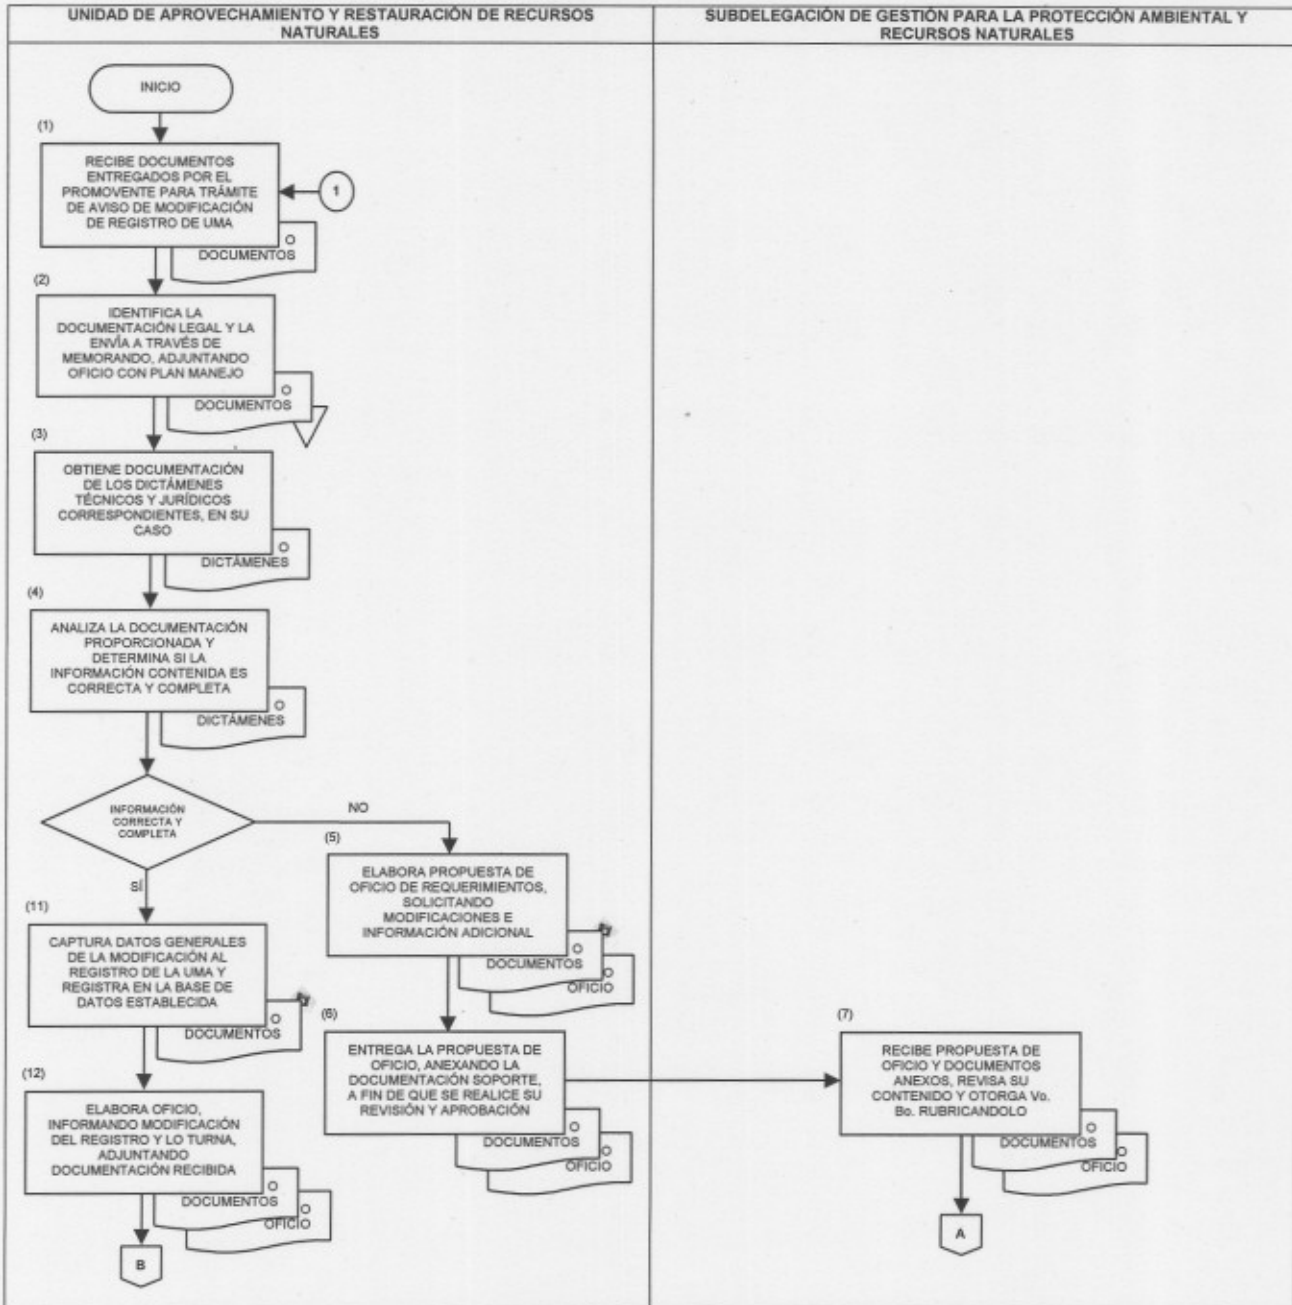 UNIDAD DE APROVECHAMIENTO Y RESTAURACIÓN DE RECURSOS
NATURALES
SUBDELEGACIÓN DE GESTIÓN PARA LA PROTECCIÓN AMBIENTAL Y
RECURSOS NATURALES
INICIO
(1)
RECIBE DOCUMENTOS
ENTREGADOS POR EL
PROMOVENTE PARA TRÁMITE
DE AVISO DE MODIFICACIÓN
DE REGISTRO DE UMA
1
O
DOCUMENTOS
(2)
IDENTIFICA LA
DOCUMENTACIÓN LEGAL Y LA
ENVÍA A TRAVÉS DE
MEMORANDO, ADJUNTANDO
OFICIO CON PLAN MANEJO
O
DOCUMENTOS
(3)
OBTIENE DOCUMENTACIÓN
DE LOS DICTÁMENES
TÉCNICOS Y JURÍDICOS
CORRESPONDIENTES, EN SU
CASO
O
DICTÁMENES
(4)
ANALIZA LA DOCUMENTACIÓN
PROPORCIONADA Y
DETERMINA SI LA
INFORMACIÓN CONTENIDA ES
CORRECTA Y COMPLETA
O
DICTÁMENES
INFORMACIÓN
CORRECTA Y
COMPLETA
NO
SÍ
(5)
ELABORA PROPUESTA DE
OFICIO DE REQUERIMIENTOS,
SOLICITANDO
MODIFICACIONES E
INFORMACIÓN ADICIONAL
O
DOCUMENTOS
O
OFICIO
(11)
CAPTURA DATOS GENERALES
DE LA MODIFICACIÓN AL
REGISTRO DE LA UMA Y
REGISTRA EN LA BASE DE
DATOS ESTABLECIDA
O
DOCUMENTOS
(6)
ENTREGA LA PROPUESTA DE
OFICIO, ANEXANDO LA
DOCUMENTACIÓN SOPORTE,
A FIN DE QUE SE REALICE SU
REVISIÓN Y APROBACIÓN
O
DOCUMENTOS
O
OFICIO
(7)
RECIBE PROPUESTA DE
OFICIO Y DOCUMENTOS
ANEXOS, REVISA SU
CONTENIDO Y OTORGA Vo.
Bo. RUBRICANDOLO
O
DOCUMENTOS
O
OFICIO
A
(12)
ELABORA OFICIO,
INFORMANDO MODIFICACIÓN
DEL REGISTRO Y LO TURNA,
ADJUNTANDO
DOCUMENTACIÓN RECIBIDA
O
DOCUMENTOS
O
OFICIO
B